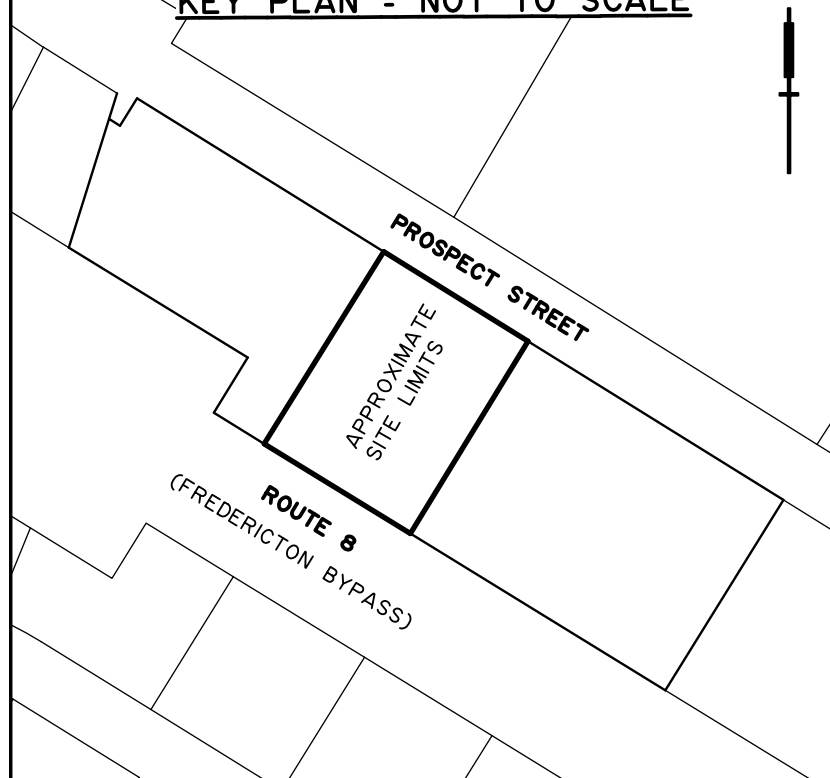 KEY PLAN - NOT TO SCALE
PROSPECT STREET
APPROXIMATE
SITE LIMITS
ROUTE 8
(FREDERICTON BYPASS)